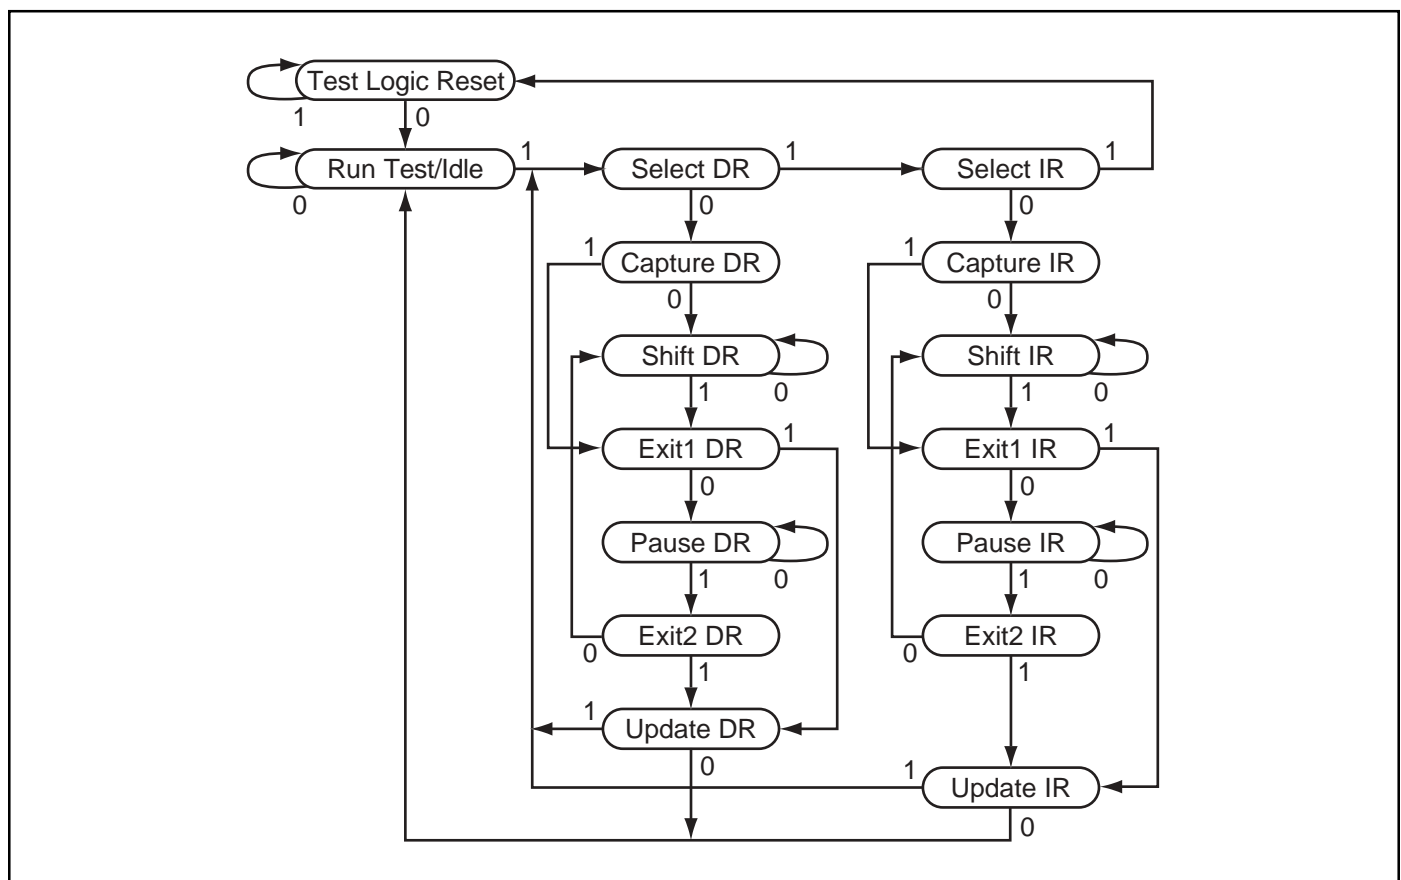 Test Logic Reset
1
0
Run Test/Idle
1
Select DR
1
Select IR
1
0
0
0
1
Capture DR
1
Capture IR
0
0
Shift DR
Shift IR
1
0
1
0
Exit1 DR
1
Exit1 IR
1
0
0
Pause DR
Pause IR
1
0
1
0
Exit2 DR
Exit2 IR
0
1
0
1
1
Update DR
0
1
Update IR
0